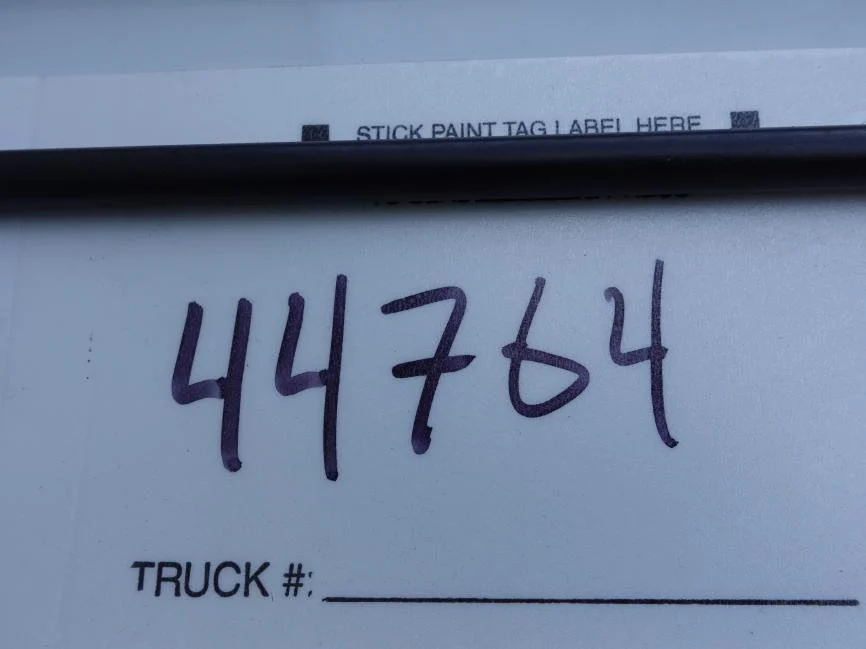 STICK PAINT TAG LABEL HERE
44764
TRUCK #: